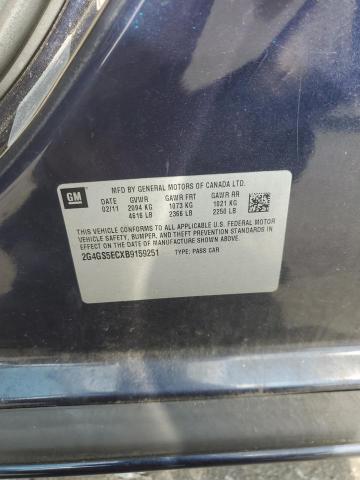 GM
MFD BY GENERAL MOTORS OF CANADA LTD.
DATE GVWR GAWR FRT GAWR RR
02/11 2094 KG 1073 KG 1021 KG
4616 LB 2366 LB 2250 LB
THIS VEHICLE CONFORMS TO ALL APPLICABLE U.S. FEDERAL MOTOR
VEHICLE SAFETY, BUMPER, AND THEFT PREVENTION STANDARDS IN
EFFECT ON THE DATE OF MANUFACTURE SHOWN ABOVE.
2G4GS5ECXB9159251 TYPE: PASS CAR